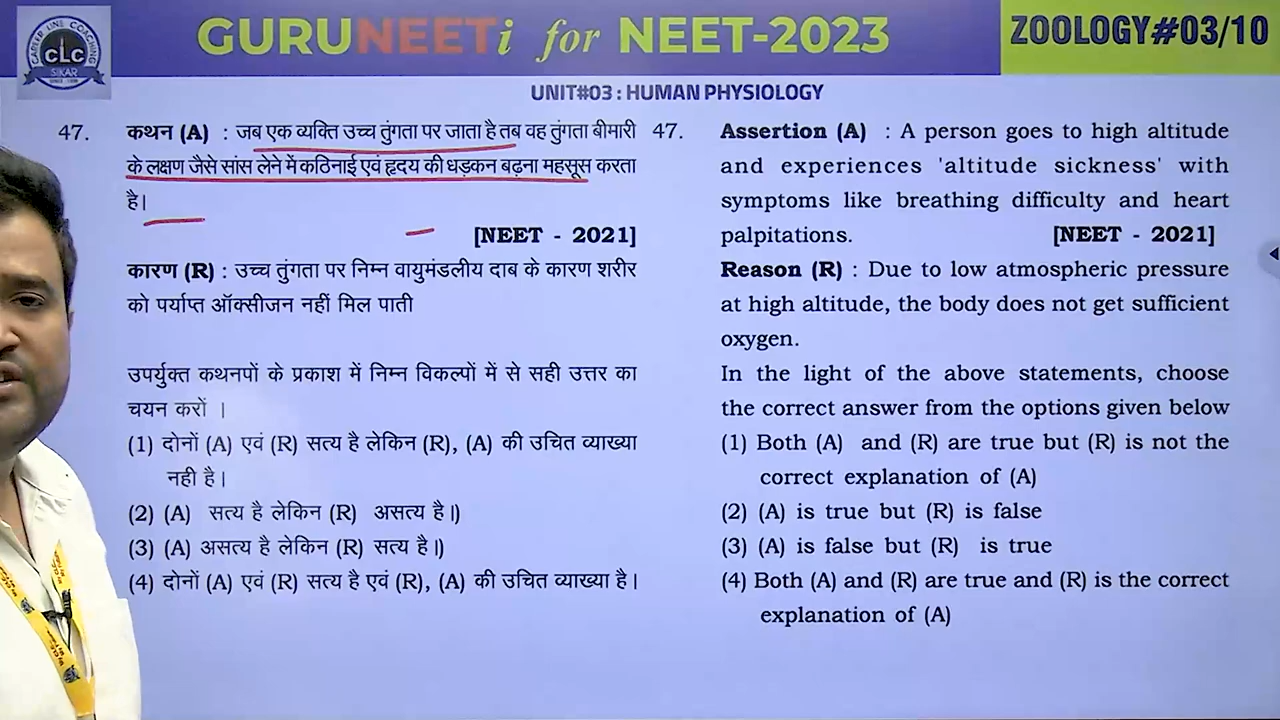 GURUNEETi for NEET-2023
ZOOLOGY#03/10
CAREER LINE COACHING
CLC
SIKAR
UNIT#03 : HUMAN PHYSIOLOGY
47. कथन (A) : जब एक व्यक्ति उच्च तुंगता पर जाता है तब वह तुंगता बीमारी
के लक्षण जैसे सांस लेने में कठिनाई एवं हृदय की धड़कन बढ़ना महसूस करता
है।
[NEET - 2021]
कारण (R) : उच्च तुंगता पर निम्न वायुमंडलीय दाब के कारण शरीर
को पर्याप्त ऑक्सीजन नहीं मिल पाती
उपर्युक्त कथनपों के प्रकाश में निम्न विकल्पों में से सही उत्तर का
चयन करों ।
(1) दोनों (A) एवं (R) सत्य है लेकिन (R), (A) की उचित व्याख्या
नही है।
(2) (A) सत्य है लेकिन (R) असत्य है।)
(3) (A) असत्य है लेकिन (R) सत्य है।)
(4) दोनों (A) एवं (R) सत्य है एवं (R), (A) की उचित व्याख्या है।
47. Assertion (A) : A person goes to high altitude
and experiences 'altitude sickness' with
symptoms like breathing difficulty and heart
palpitations. [NEET - 2021]
Reason (R) : Due to low atmospheric pressure
at high altitude, the body does not get sufficient
oxygen.
In the light of the above statements, choose
the correct answer from the options given below
(1) Both (A) and (R) are true but (R) is not the
correct explanation of (A)
(2) (A) is true but (R) is false
(3) (A) is false but (R) is true
(4) Both (A) and (R) are true and (R) is the correct
explanation of (A)